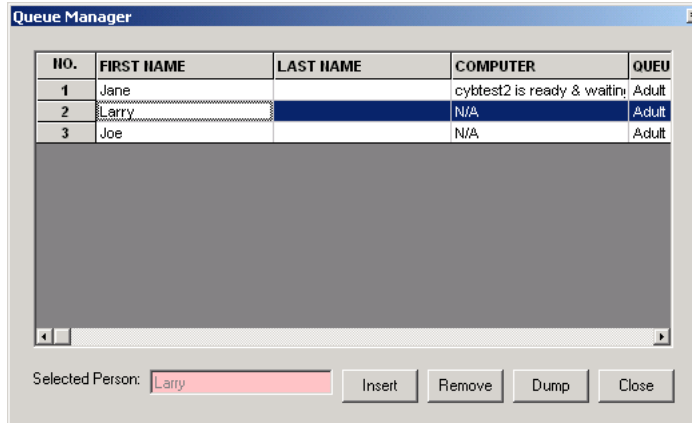 Queue Manager
NO. FIRST NAME LAST NAME COMPUTER QUEU
1 Jane cybtest2 is ready & waiting Adult
2 Larry N/A Adult
3 Joe N/A Adult
Selected Person: Larry Insert Remove Dump Close